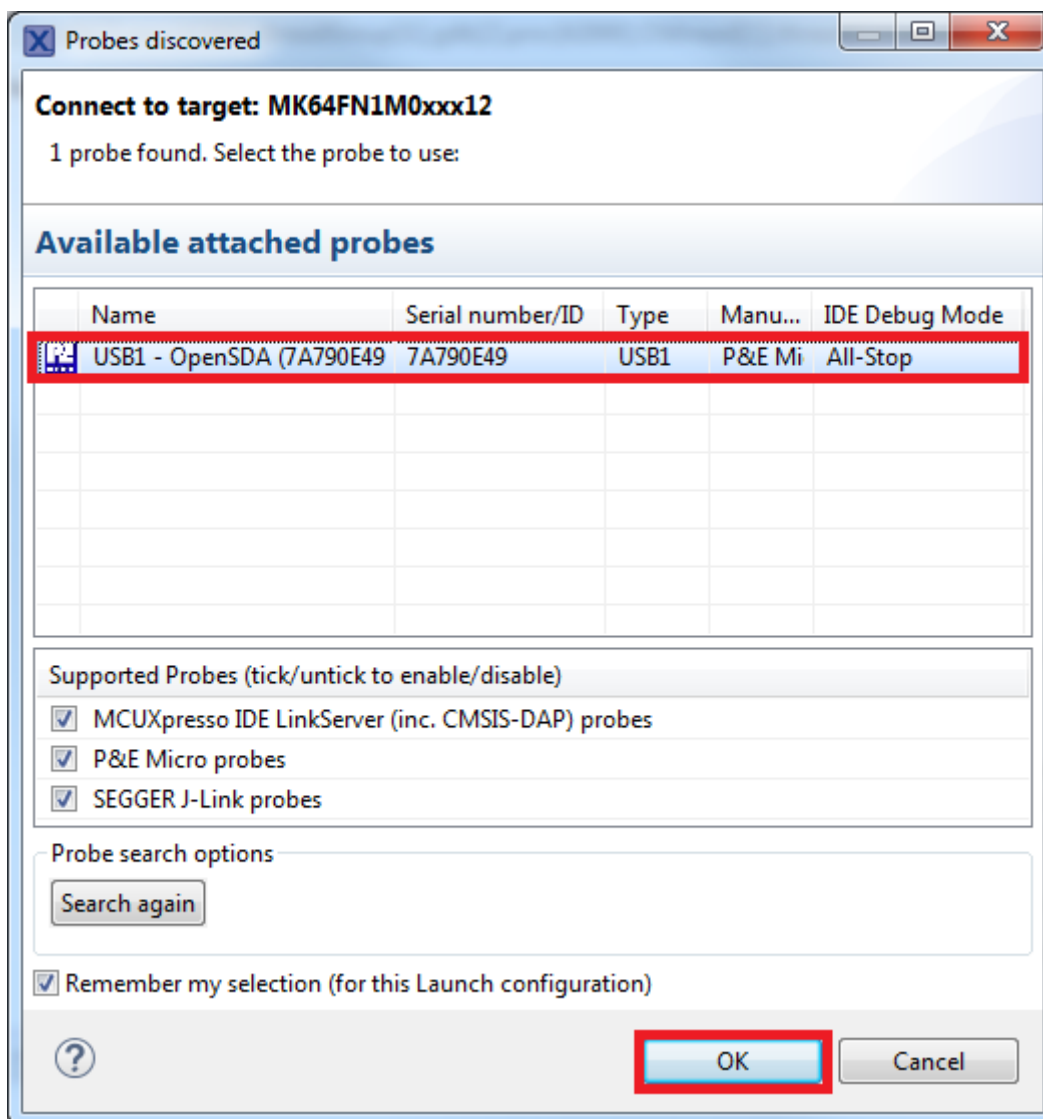 Probes discovered
Connect to target: MK64FN1M0xxx12
1 probe found. Select the probe to use:
Available attached probes
Name Serial number/ID Type Manu... IDE Debug Mode
USB1 - OpenSDA (7A790E49 7A790E49 USB1 P&E Mi All-Stop
Supported Probes (tick/untick to enable/disable)
MCUXpresso IDE LinkServer (inc. CMSIS-DAP) probes
P&E Micro probes
SEGGER J-Link probes
Probe search options
Search again
Remember my selection (for this Launch configuration)
OK Cancel